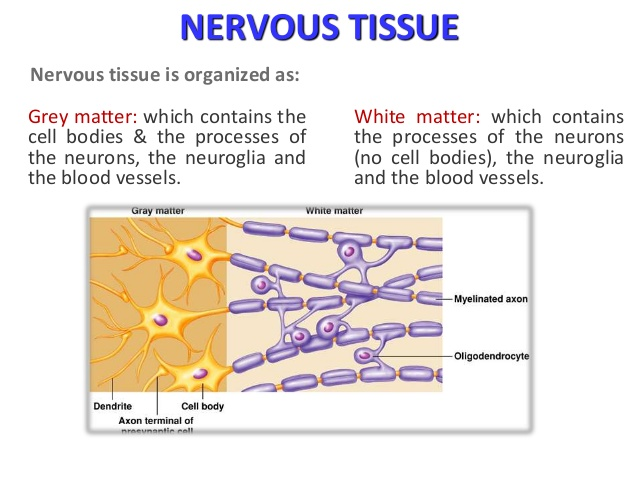 NERVOUS TISSUE
Nervous tissue is organized as:
Grey matter: which contains the
cell bodies & the processes of
the neurons, the neuroglia and
the blood vessels.
White matter: which contains
the processes of the neurons
(no cell bodies), the neuroglia
and the blood vessels.
Gray matter
White matter
Myelinated axon
Oligodendrocyte
Dendrite
Cell body
Axon terminal of
presynaptic cell